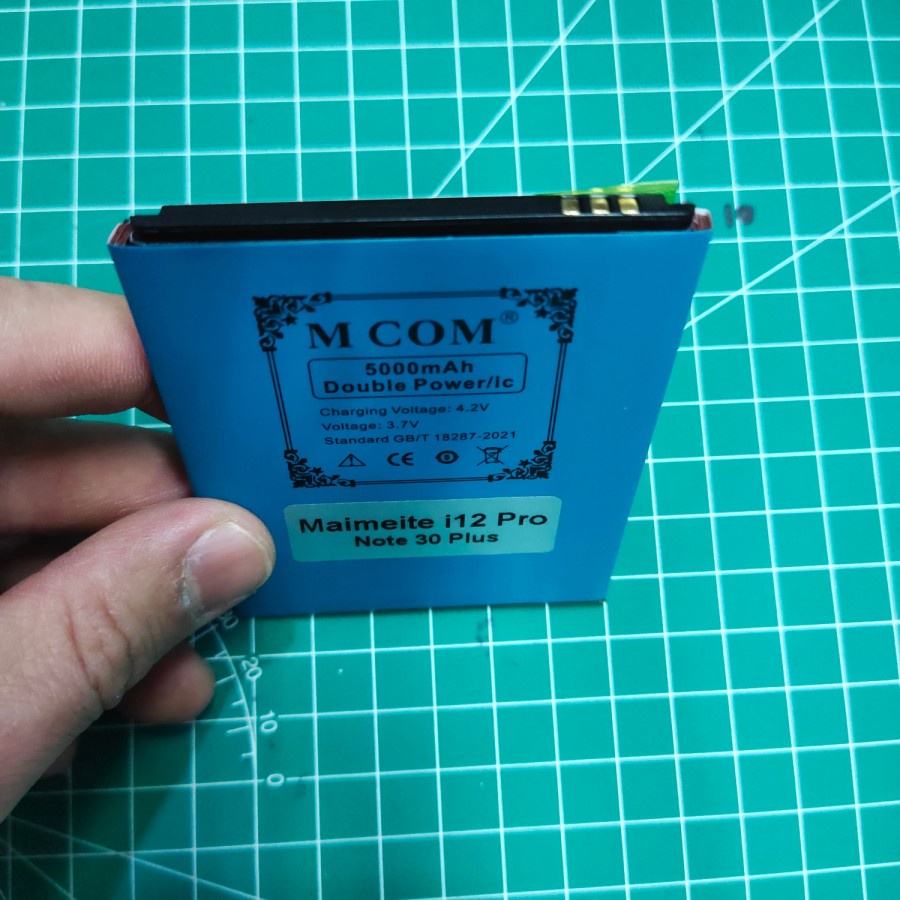 M COM®
5000mAh
Double Power/ic
Charging Voltage: 4.2V
Voltage: 3.7V
Standard GB/T 18287-2021
CE
Maimeite i12 Pro
Note 30 Plus
20
10
0